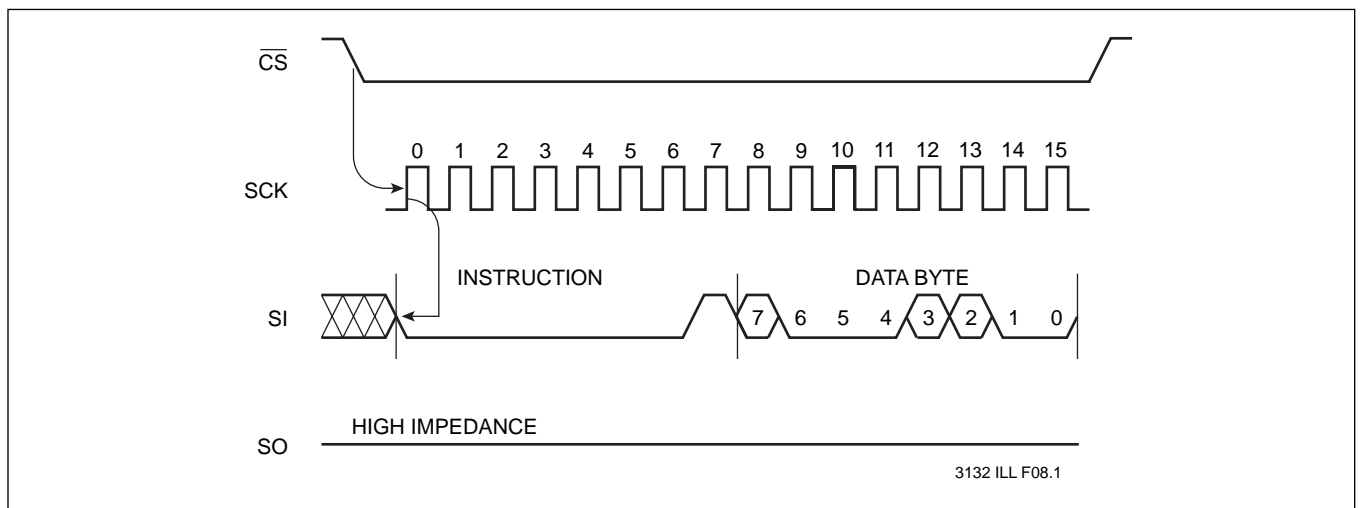 CS
0 1 2 3 4 5 6 7 8 9 10 11 12 13 14 15
SCK
INSTRUCTION DATA BYTE
SI 7 6 5 4 3 2 1 0
HIGH IMPEDANCE
SO
3132 ILL F08.1